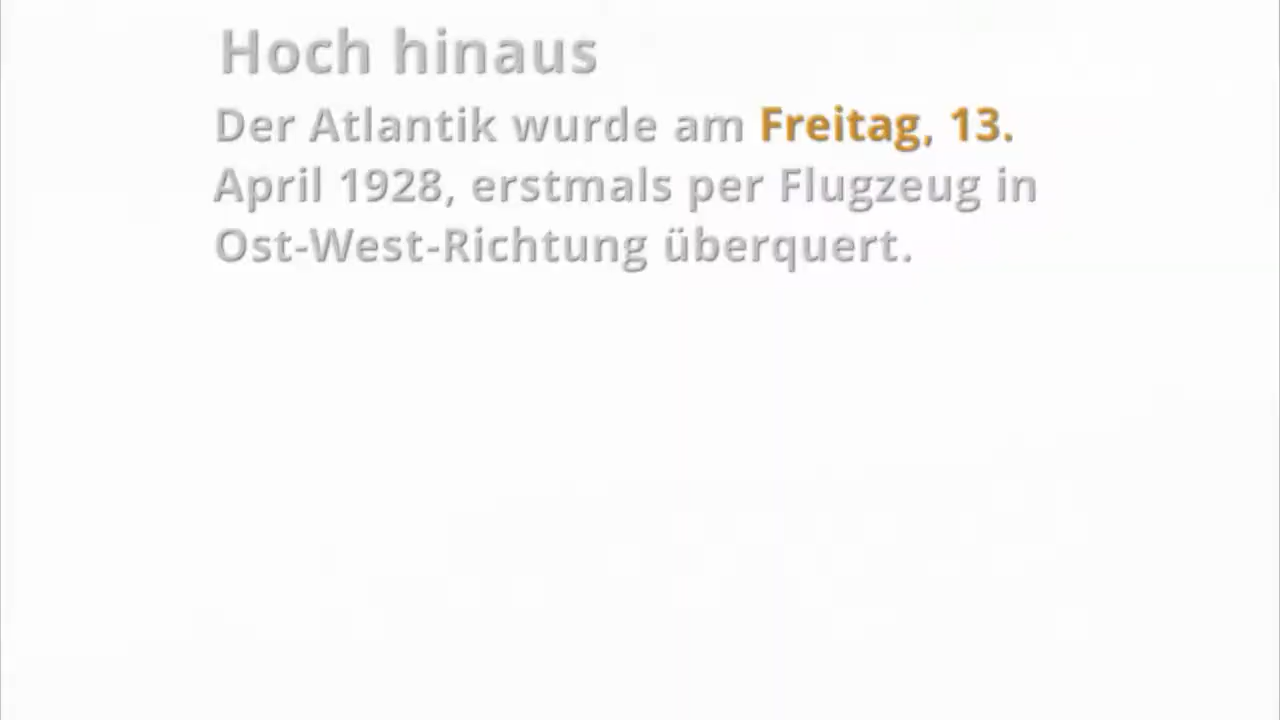 Hoch hinaus
Der Atlantik wurde am Freitag, 13.
April 1928, erstmals per Flugzeug in
Ost-West-Richtung überquert.